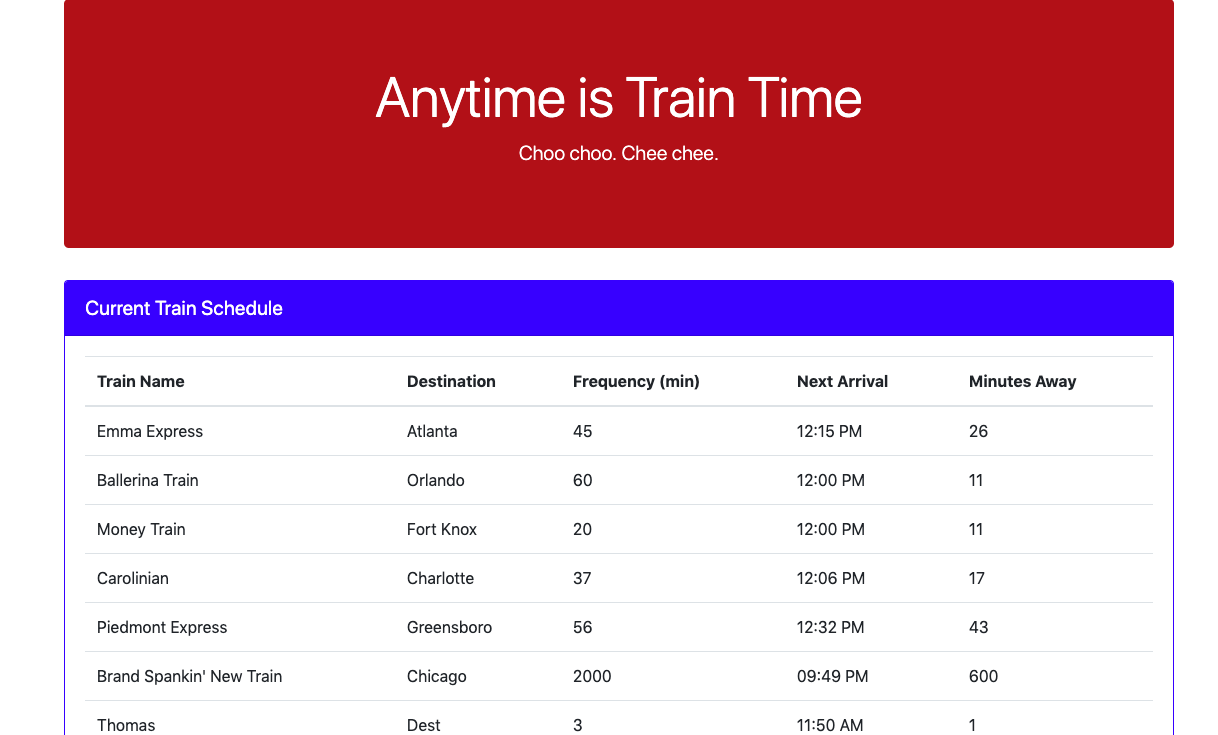 Anytime is Train Time
Choo choo. Chee chee.
Current Train Schedule
Train Name Destination Frequency (min) Next Arrival Minutes Away
Emma Express Atlanta 45 12:15 PM 26
Ballerina Train Orlando 60 12:00 PM 11
Money Train Fort Knox 20 12:00 PM 11
Carolinian Charlotte 37 12:06 PM 17
Piedmont Express Greensboro 56 12:32 PM 43
Brand Spankin' New Train Chicago 2000 09:49 PM 600
Thomas Dest 3 11:50 AM 1